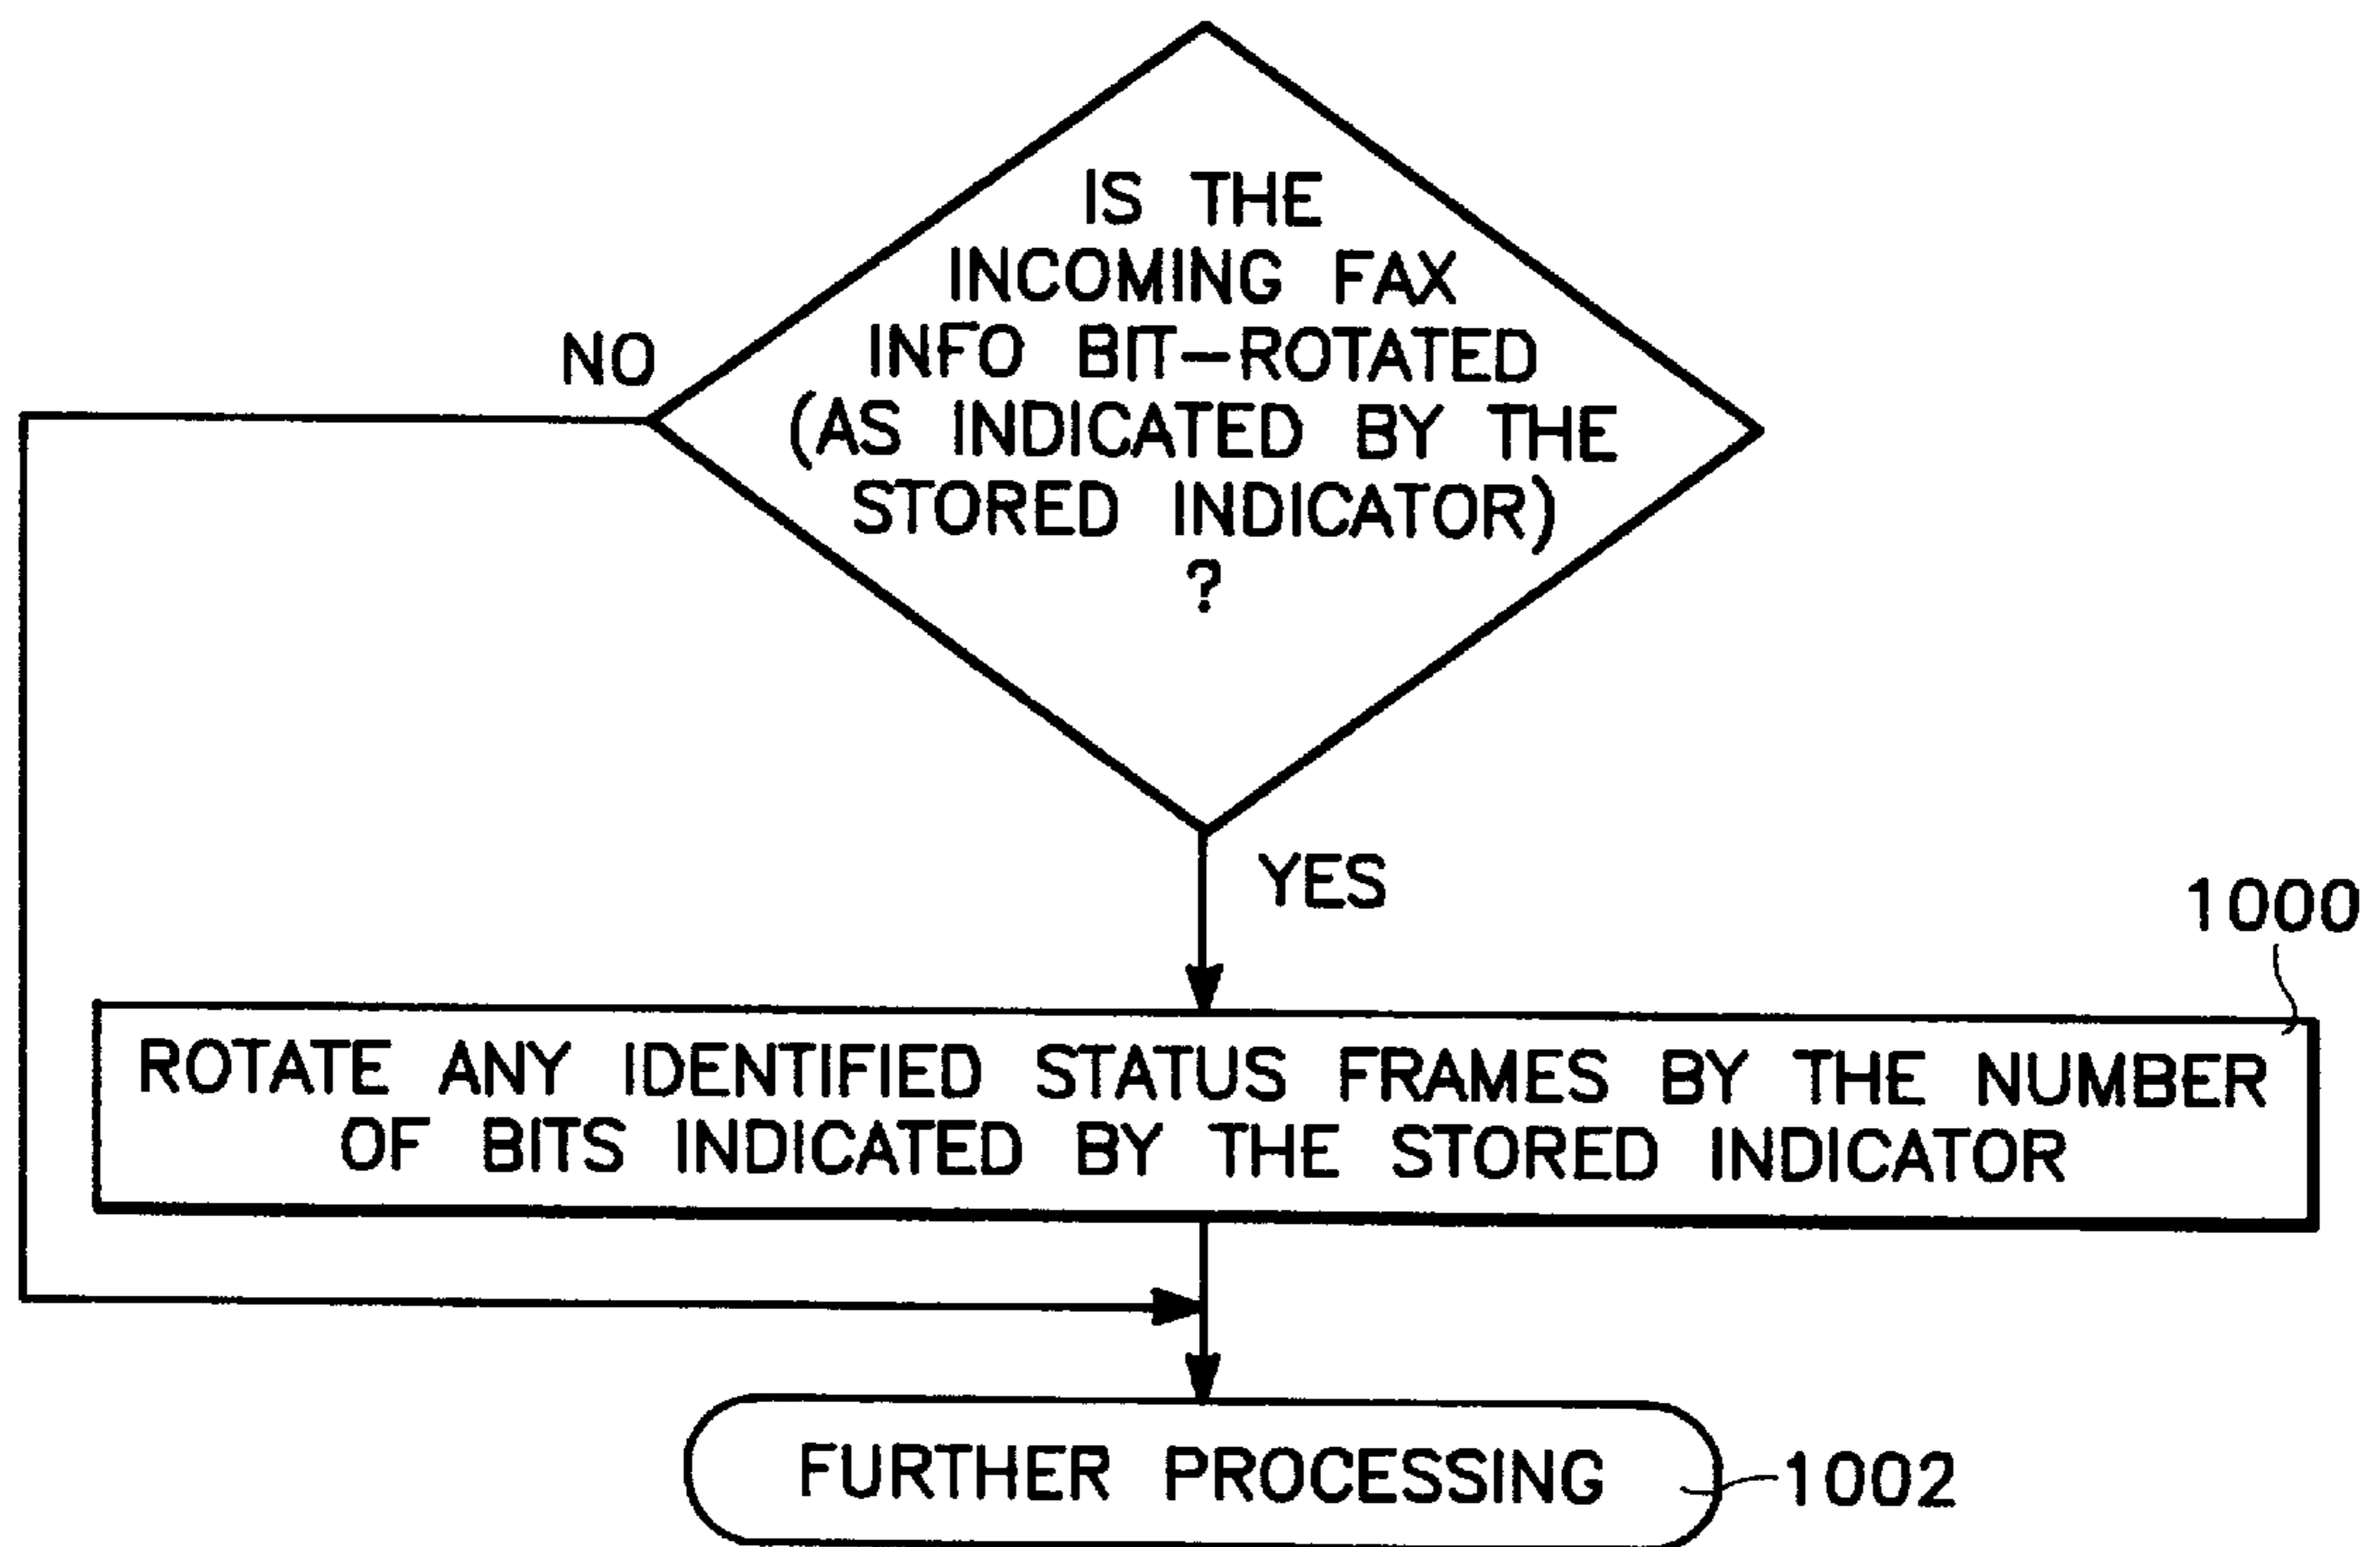 IS THE
INCOMING FAX
INFO BIT-ROTATED
(AS INDICATED BY THE
STORED INDICATOR)
?
NO
YES
1000
ROTATE ANY IDENTIFIED STATUS FRAMES BY THE NUMBER
OF BITS INDICATED BY THE STORED INDICATOR
FURTHER PROCESSING
1002